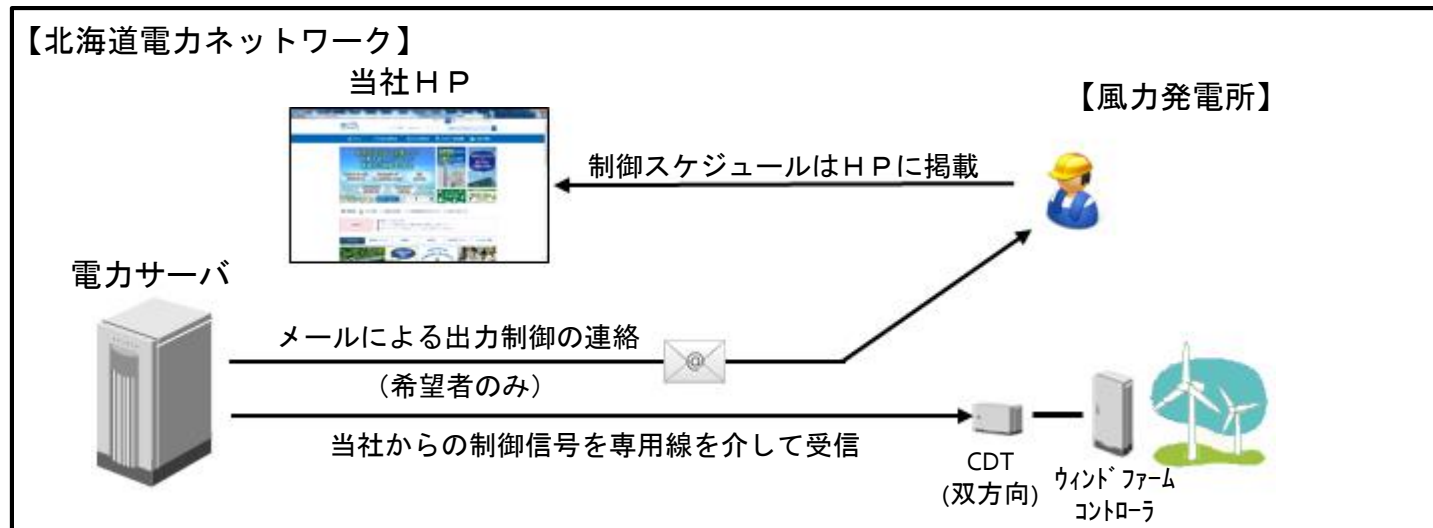 【北海道電力ネットワーク】
当社ＨＰ
【風力発電所】
制御スケジュールはＨＰに掲載
電力サーバ
メールによる出力制御の連絡
@
（希望者のみ）
当社からの制御信号を専用線を介して受信
CDT
(双方向)
ｳｨﾝﾄﾞﾌｧｰﾑ
ｺﾝﾄﾛｰﾗ